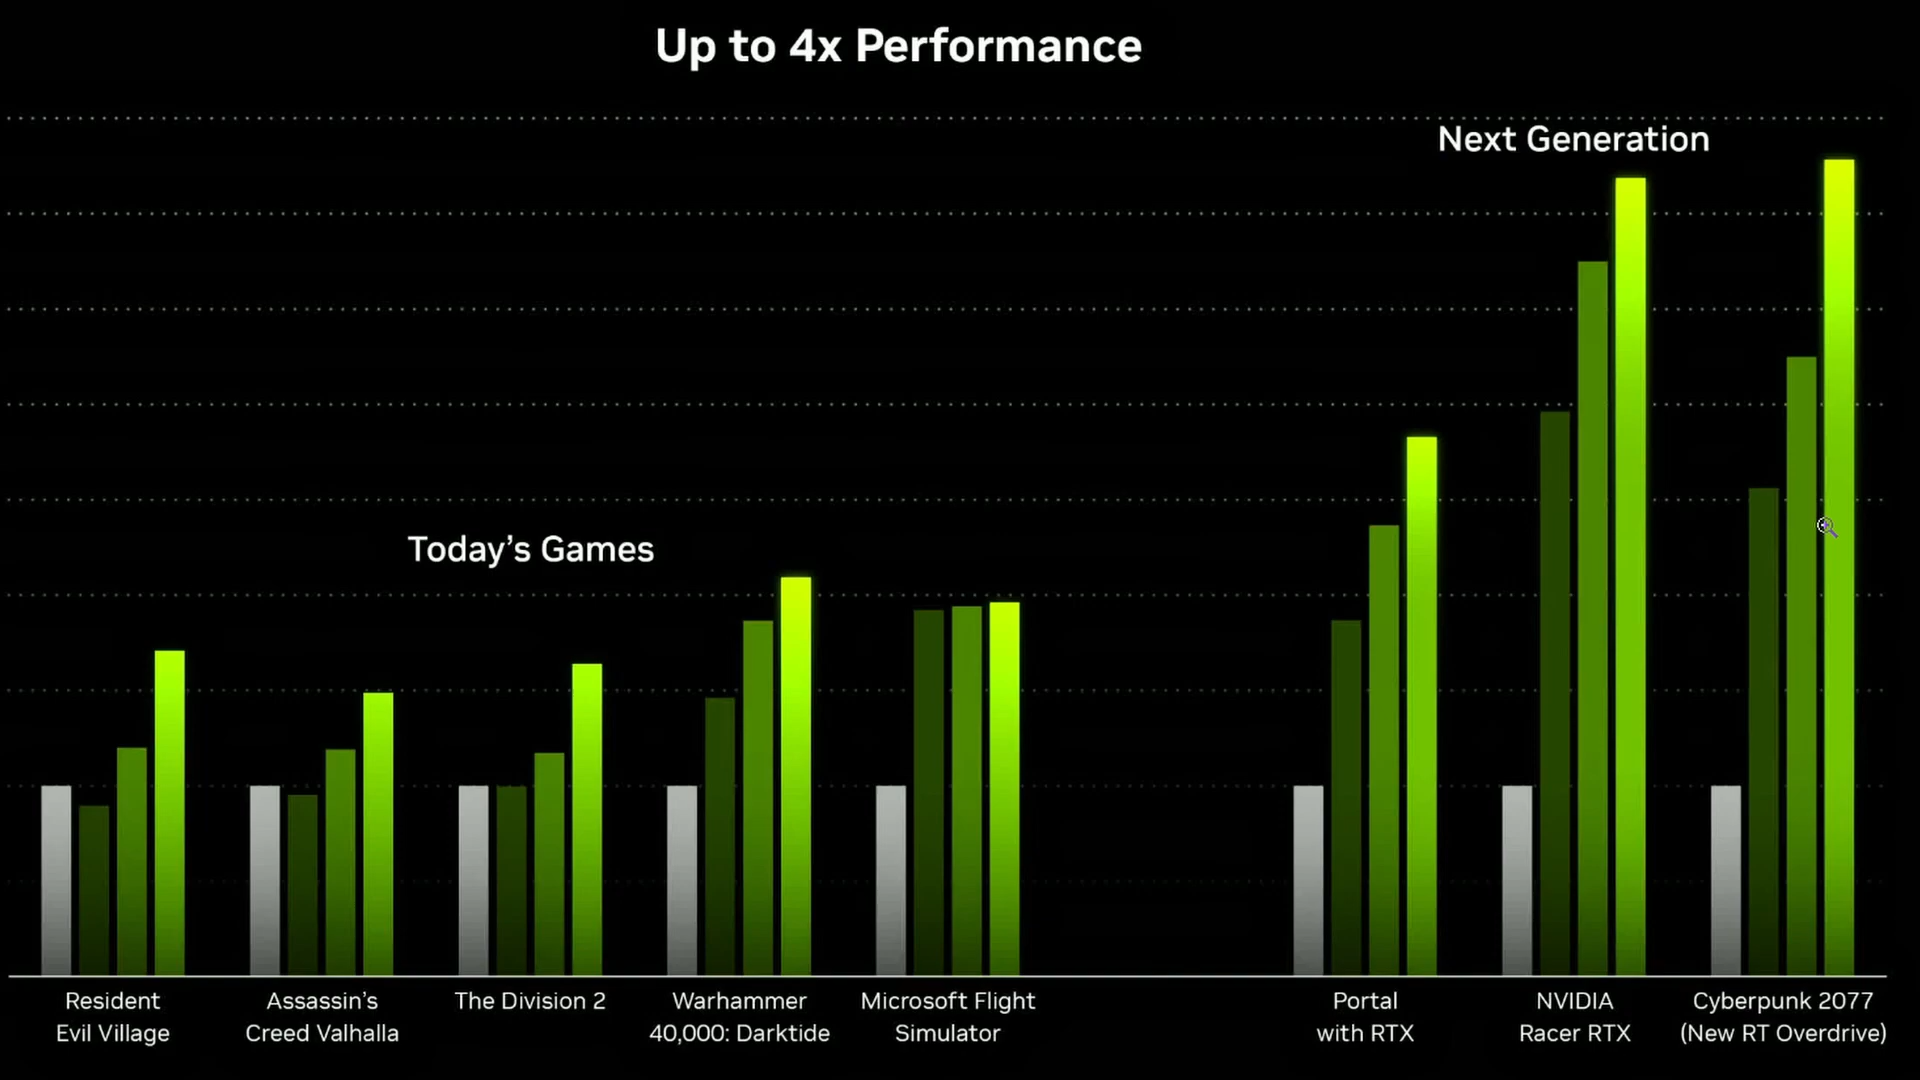 Up to 4x Performance
Next Generation
Today’s Games
Resident
Evil Village
Assassin’s
Creed Valhalla
The Division 2
Warhammer
40,000: Darktide
Microsoft Flight
Simulator
Portal
with RTX
NVIDIA
Racer RTX
Cyberpunk 2077
(New RT Overdrive)